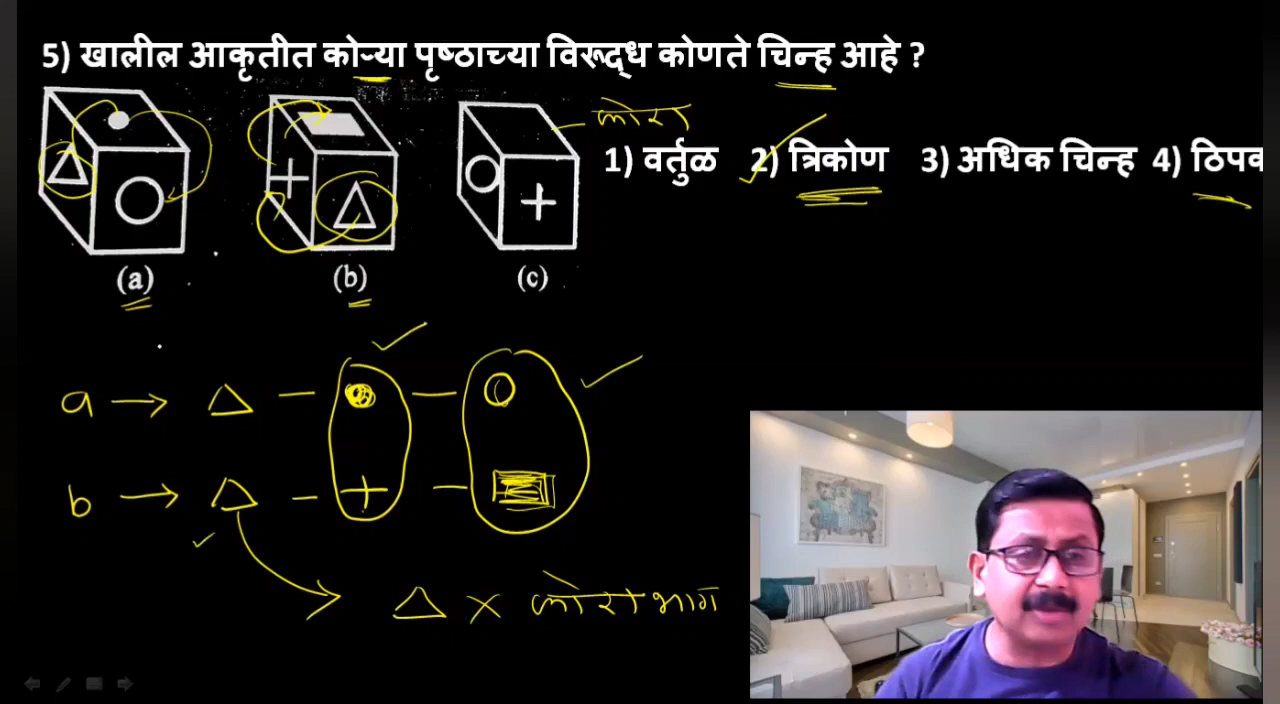 5) खालील आकृतीत कोऱ्या पृष्ठाच्या विरूद्ध कोणते चिन्ह आहे ?
कोरा
1) वर्तुळ 2) त्रिकोण 3) अधिक चिन्ह 4) ठिपक
(a) (b) (c)
a → △ – ● – ○
b → △ – + –
△ × कोरा भाग